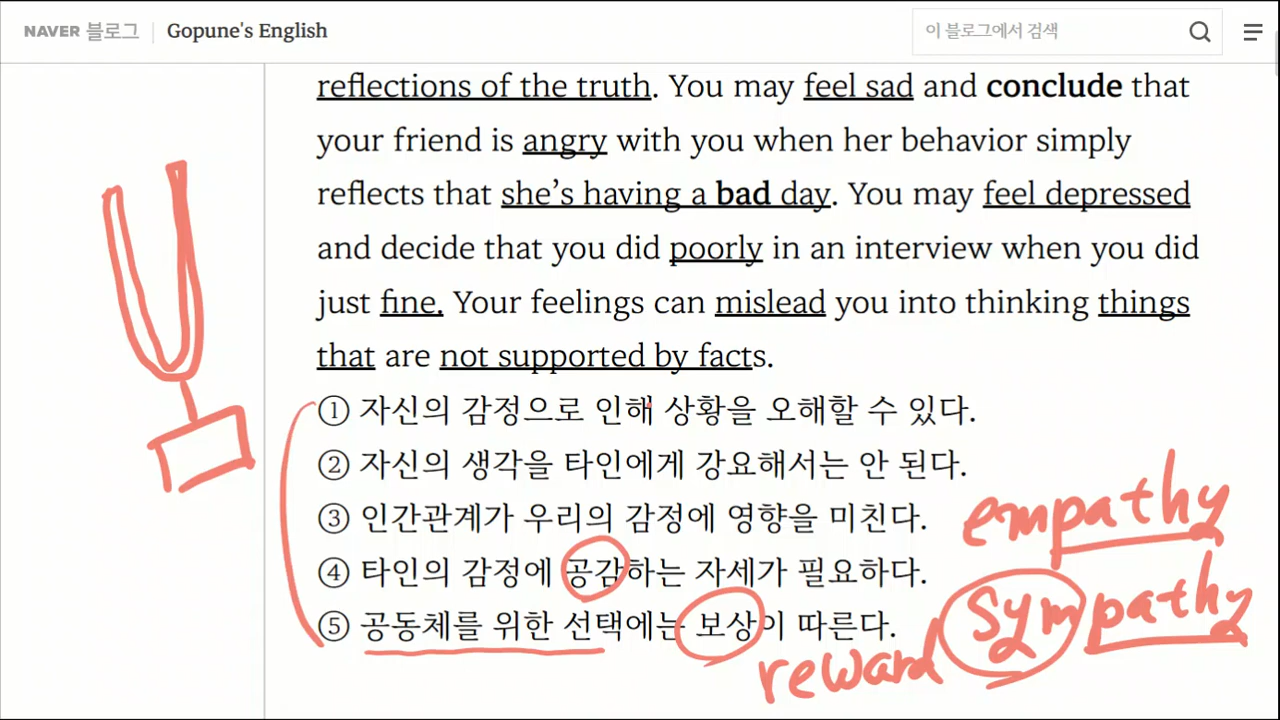 NAVER 블로그 Gopune's English 이 블로그에서 검색
reflections of the truth. You may feel sad and conclude that
your friend is angry with you when her behavior simply
reflects that she's having a bad day. You may feel depressed
and decide that you did poorly in an interview when you did
just fine. Your feelings can mislead you into thinking things
that are not supported by facts.
① 자신의 감정으로 인해 상황을 오해할 수 있다.
② 자신의 생각을 타인에게 강요해서는 안 된다.
③ 인간관계가 우리의 감정에 영향을 미친다.
empathy
④ 타인의 감정에 공감하는 자세가 필요하다.
sympathy
⑤ 공동체를 위한 선택에는 보상이 따른다.
reward